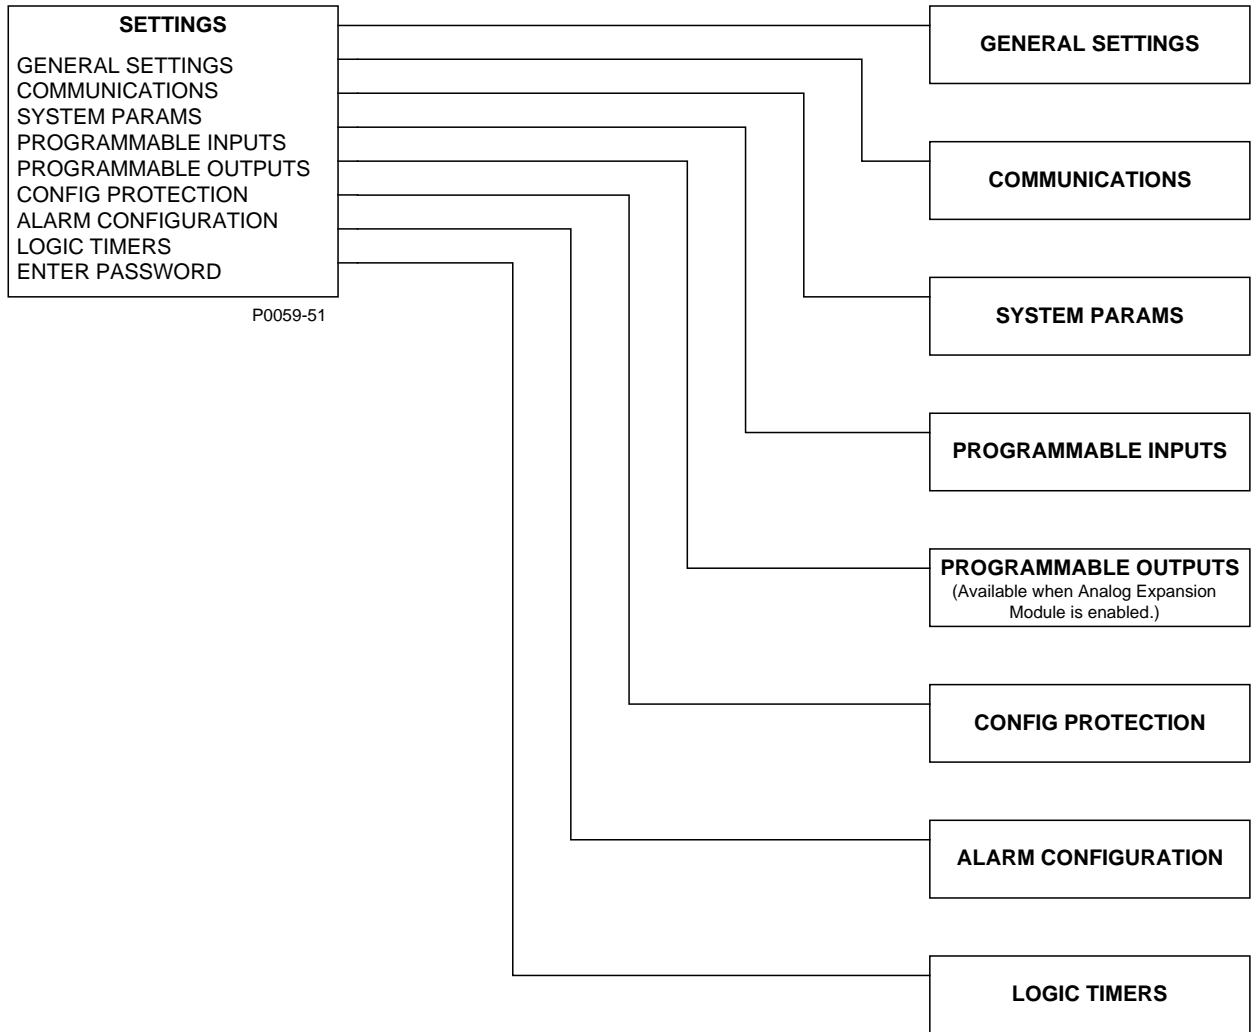 SETTINGS
GENERAL SETTINGS
COMMUNICATIONS
SYSTEM PARAMS
PROGRAMMABLE INPUTS
PROGRAMMABLE OUTPUTS
CONFIG PROTECTION
ALARM CONFIGURATION
LOGIC TIMERS
ENTER PASSWORD
P0059-51
GENERAL SETTINGS
COMMUNICATIONS
SYSTEM PARAMS
PROGRAMMABLE INPUTS
PROGRAMMABLE OUTPUTS
(Available when Analog Expansion
Module is enabled.)
CONFIG PROTECTION
ALARM CONFIGURATION
LOGIC TIMERS